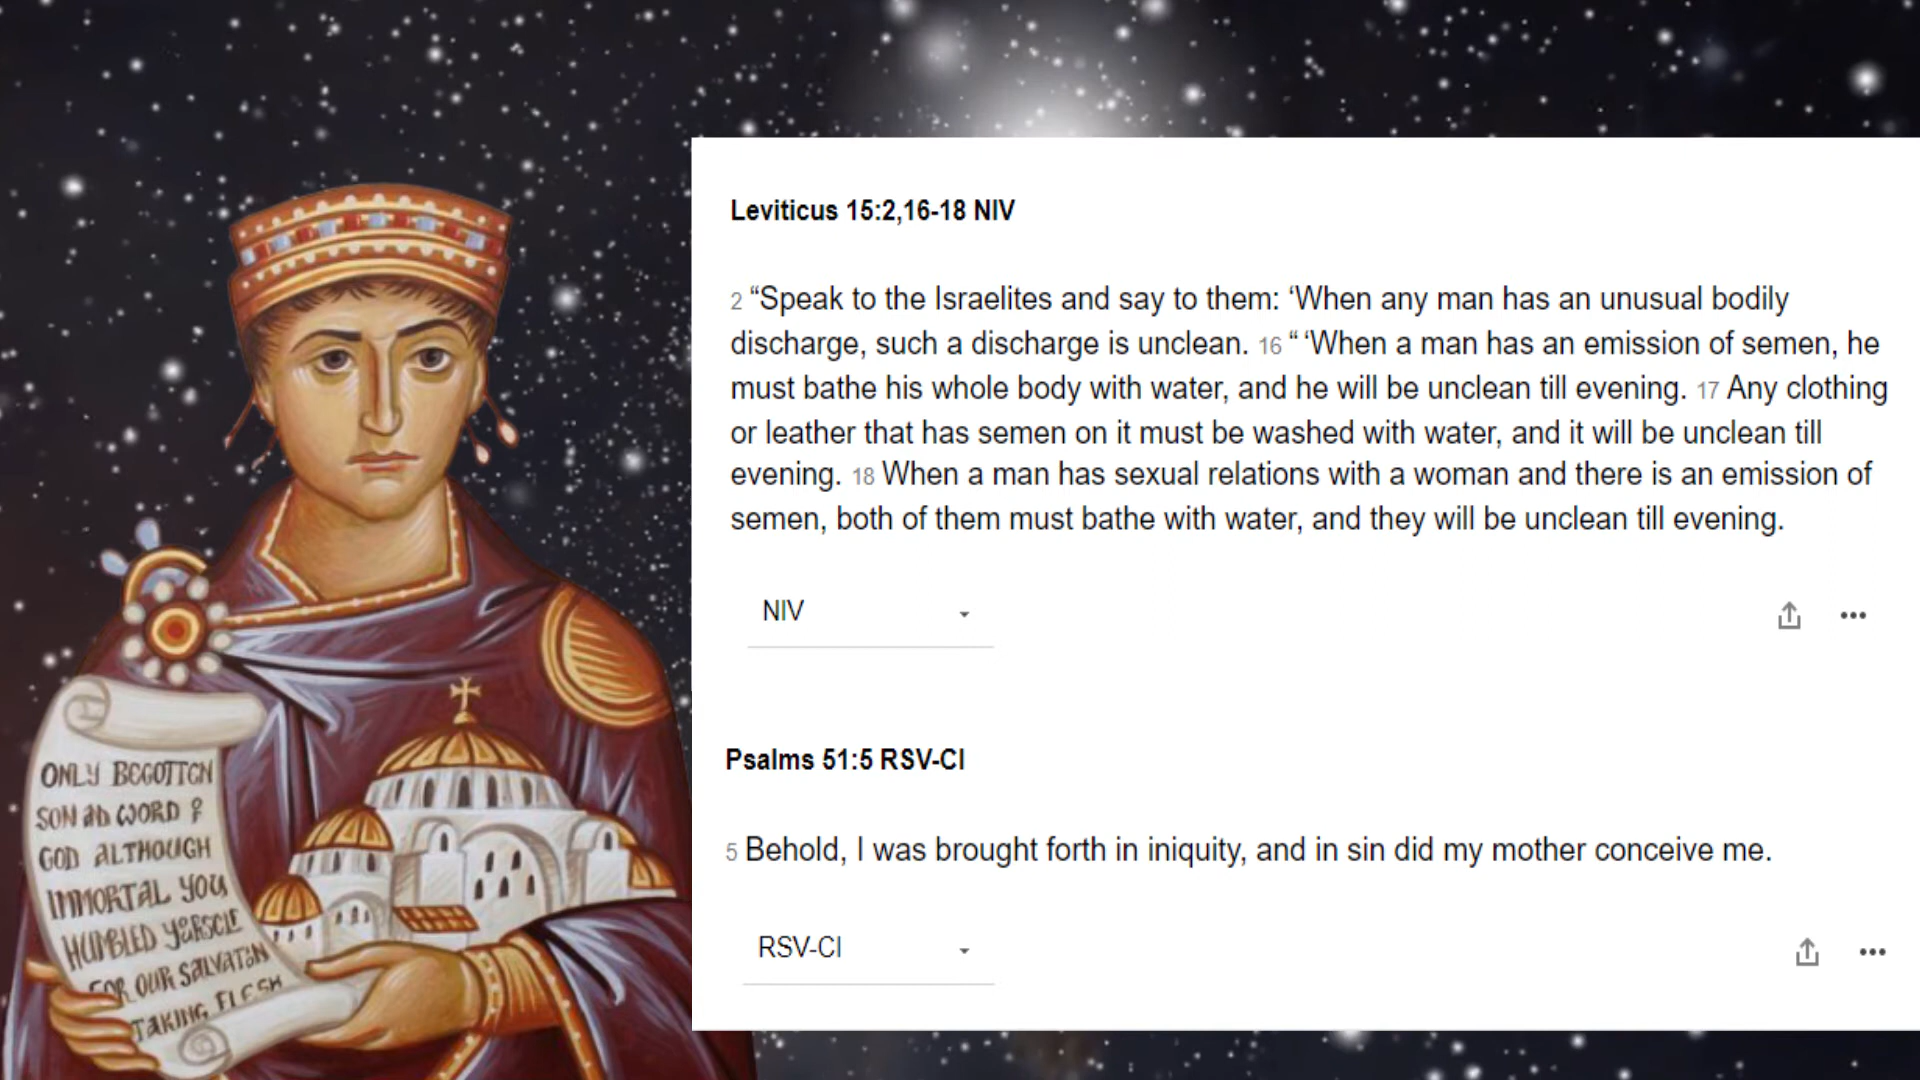 Leviticus 15:2,16-18 NIV
2 “Speak to the Israelites and say to them: ‘When any man has an unusual bodily
discharge, such a discharge is unclean. 16 “ ‘When a man has an emission of semen, he
must bathe his whole body with water, and he will be unclean till evening. 17 Any clothing
or leather that has semen on it must be washed with water, and it will be unclean till
evening. 18 When a man has sexual relations with a woman and there is an emission of
semen, both of them must bathe with water, and they will be unclean till evening.
NIV
Psalms 51:5 RSV-CI
5 Behold, I was brought forth in iniquity, and in sin did my mother conceive me.
RSV-CI
ONLY BEGOTTEN
SON AD WORD OF
GOD ALTHOUGH
IMMORTAL YOU
HUMBLED
FOR OUR SALVATION
TAKING FLESH